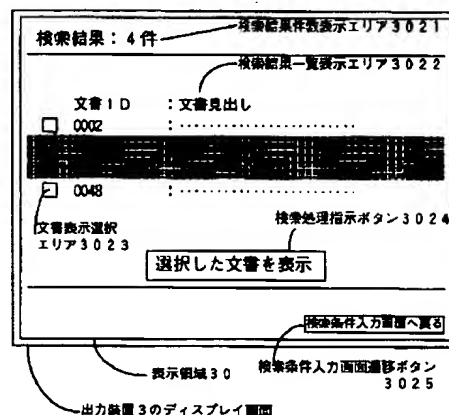 検索結果：4件
検索結果件数表示エリア3021
検索結果一覧表示エリア3022
文書ID ：文書見出し
0002 ：....................
0048 ：....................
文書表示選択
エリア3023
検索処理指示ボタン3024
選択した文書を表示
検索条件入力画面へ戻る
表示領域30
検索条件入力画面遷移ボタン
3025
出力装置3のディスプレイ画面